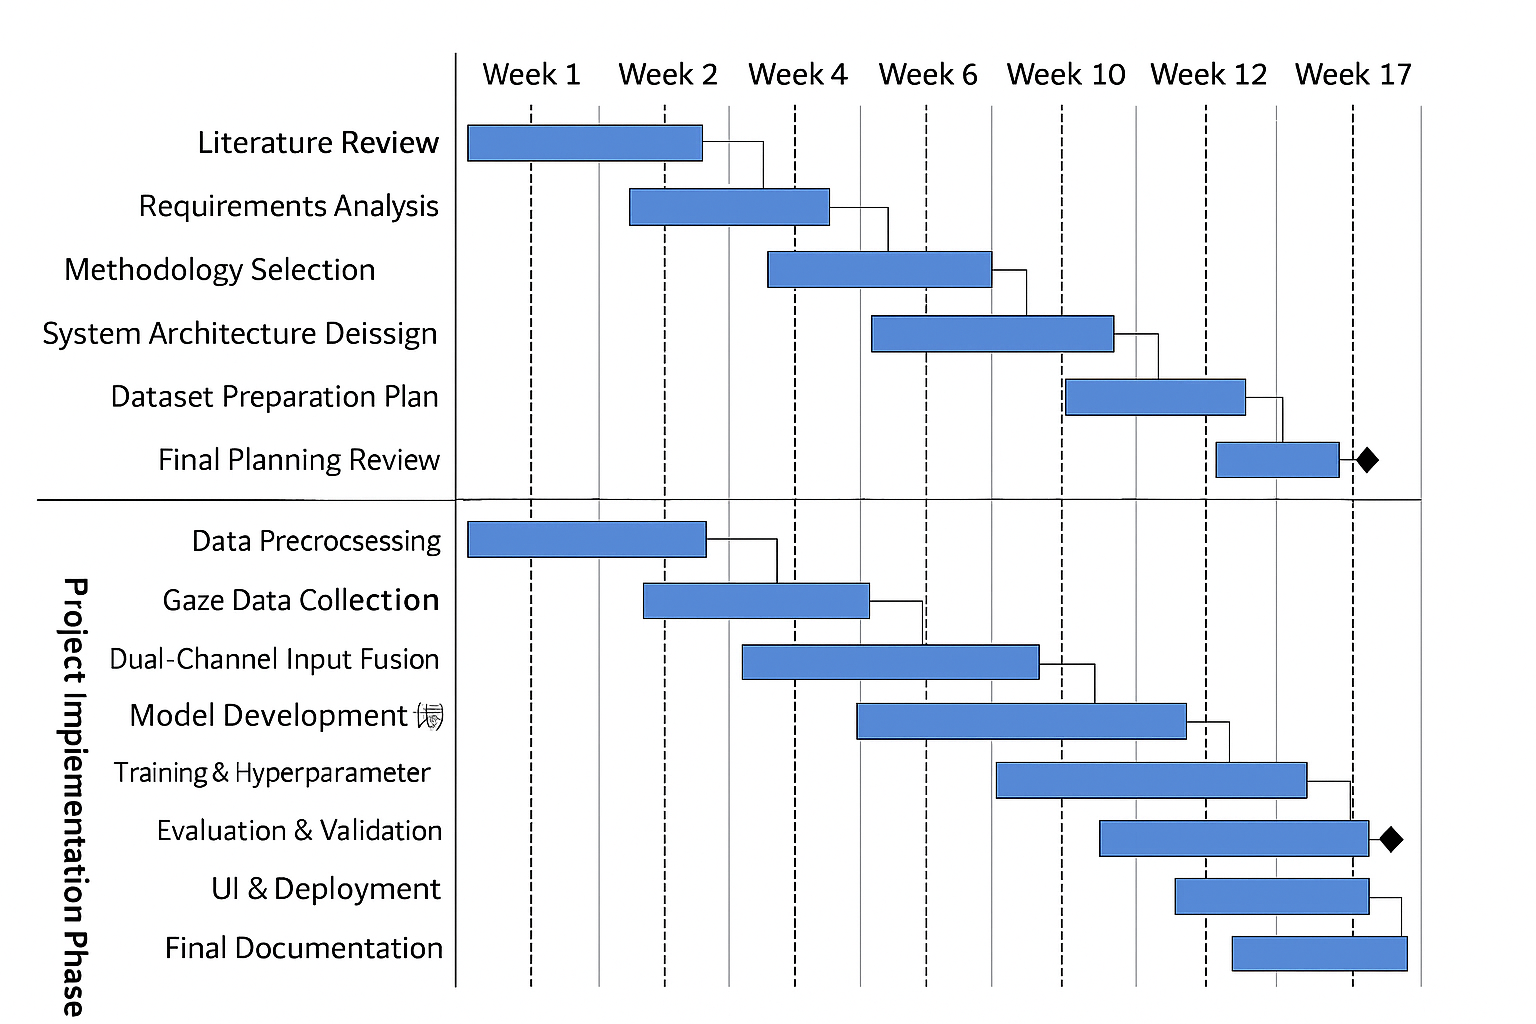 Week 1 Week 2 Week 4 Week 6 Week 10 Week 12 Week 17
Literature Review
Requirements Analysis
Methodology Selection
System Architecture Deissign
Dataset Preparation Plan
Final Planning Review
Project Impiementation Phase
Data Precrocsessing
Gaze Data Collection
Dual-Channel Input Fusion
Model Development
Training & Hyperparameter
Evaluation & Validation
UI & Deployment
Final Documentation